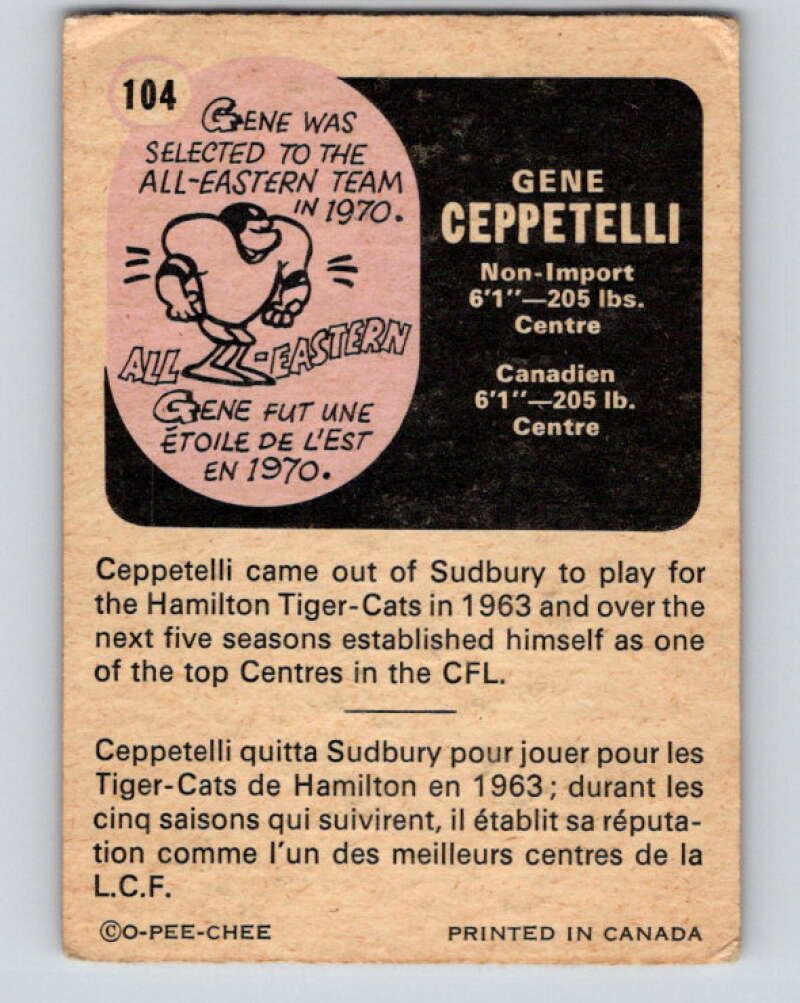 104
GENE WAS
SELECTED TO THE
ALL-EASTERN TEAM
IN 1970.
ALL-EASTERN
GENE FUT UNE
ÉTOILE DE L'EST
EN 1970.
GENE
CEPPETELLI
Non-Import
6'1"—205 lbs.
Centre
Canadien
6'1"—205 lb.
Centre
Ceppetelli came out of Sudbury to play for
the Hamilton Tiger-Cats in 1963 and over the
next five seasons established himself as one
of the top Centres in the CFL.
Ceppetelli quitta Sudbury pour jouer pour les
Tiger-Cats de Hamilton en 1963; durant les
cinq saisons qui suivirent, il établit sa réputa-
tion comme l'un des meilleurs centres de la
L.C.F.
©O-PEE-CHEE
PRINTED IN CANADA